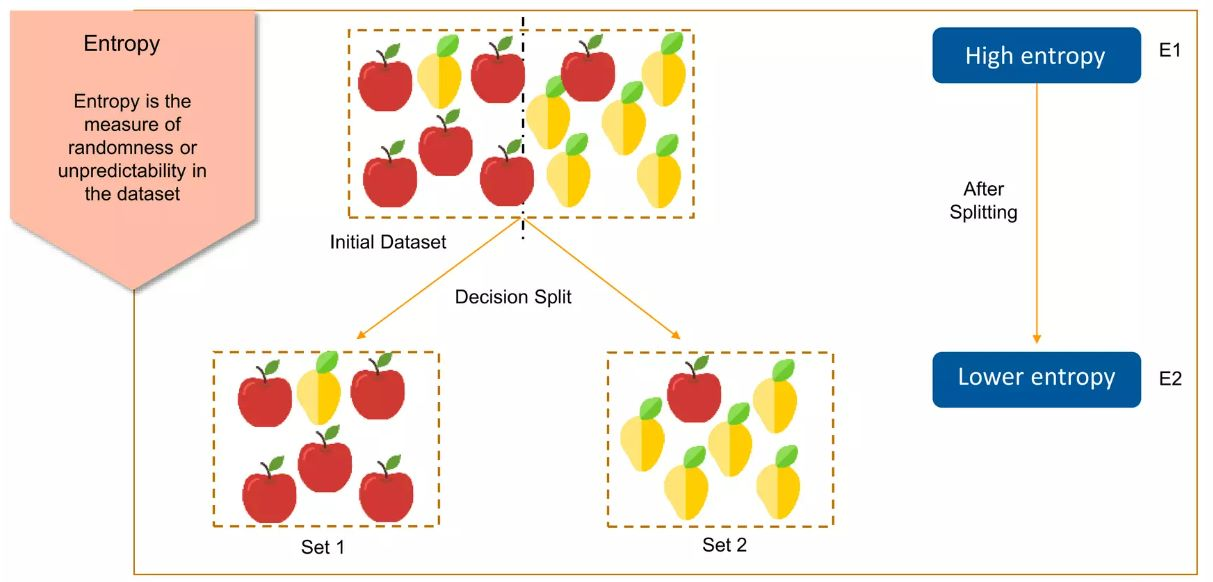 Entropy
Entropy is the
measure of
randomness or
unpredictability in
the dataset
High entropy
E1
Initial Dataset
After
Splitting
Decision Split
Lower entropy
E2
Set 1
Set 2